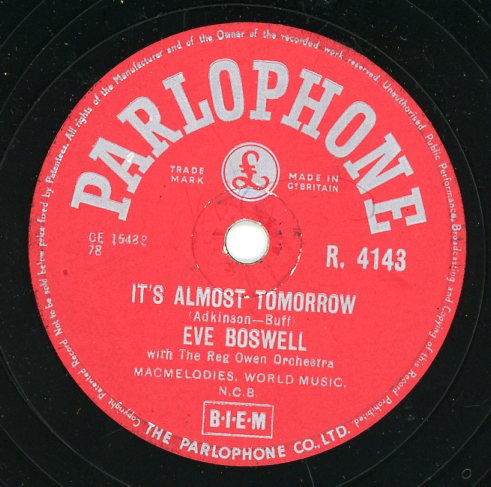 All rights of the Manufacturer and of the Owner of the recorded work reserved. Unauthorised Public Performance, Broadcasting and Copying of this Record Prohibited.
Copyright. Patented Record Not to be sold below price fixed by Patentees.
PARLOPHONE
TRADE MARK
£
MADE IN GT BRITAIN
CE 15482
78
R. 4143
IT'S ALMOST TOMORROW
(Adkinson—Buff)
EVE BOSWELL
with The Reg Owen Orchestra
MACMELODIES. WORLD MUSIC.
N.C.B.
B·I·E·M
THE PARLOPHONE CO., LTD.